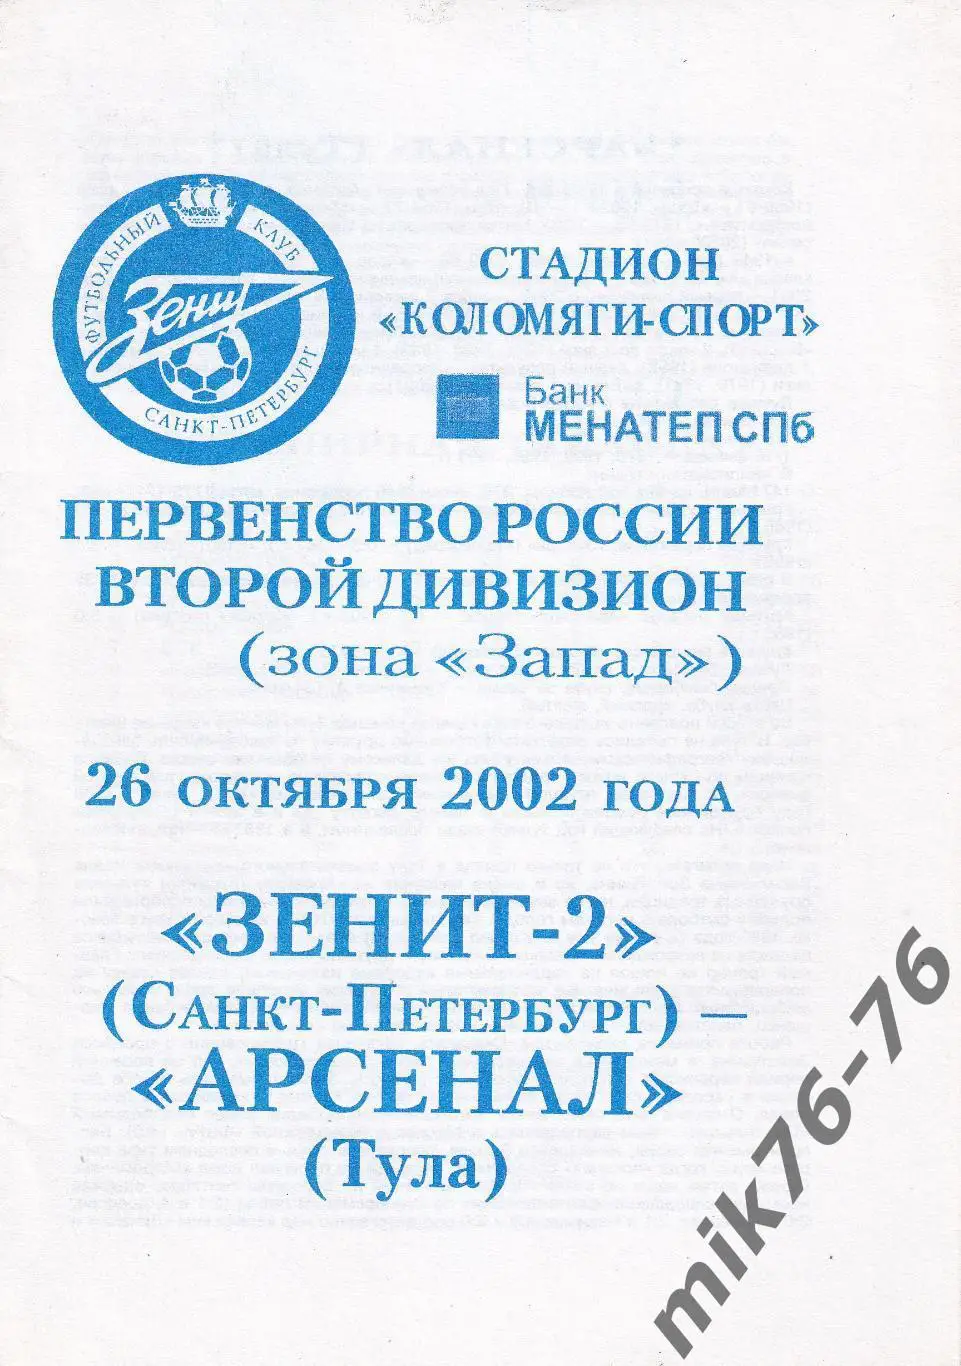 ФУТБОЛЬНЫЙ КЛУБ
Зенит
САНКТ-ПЕТЕРБУРГ
СТАДИОН
«КОЛОМЯГИ-СПОРТ»
Банк
МЕНАТЕП СПб
ПЕРВЕНСТВО РОССИИ
ВТОРОЙ ДИВИЗИОН
(зона «Запад»)
26 ОКТЯБРЯ 2002 ГОДА
«ЗЕНИТ-2»
(САНКТ-ПЕТЕРБУРГ) —
«АРСЕНАЛ»
(Тула)
mik76-76